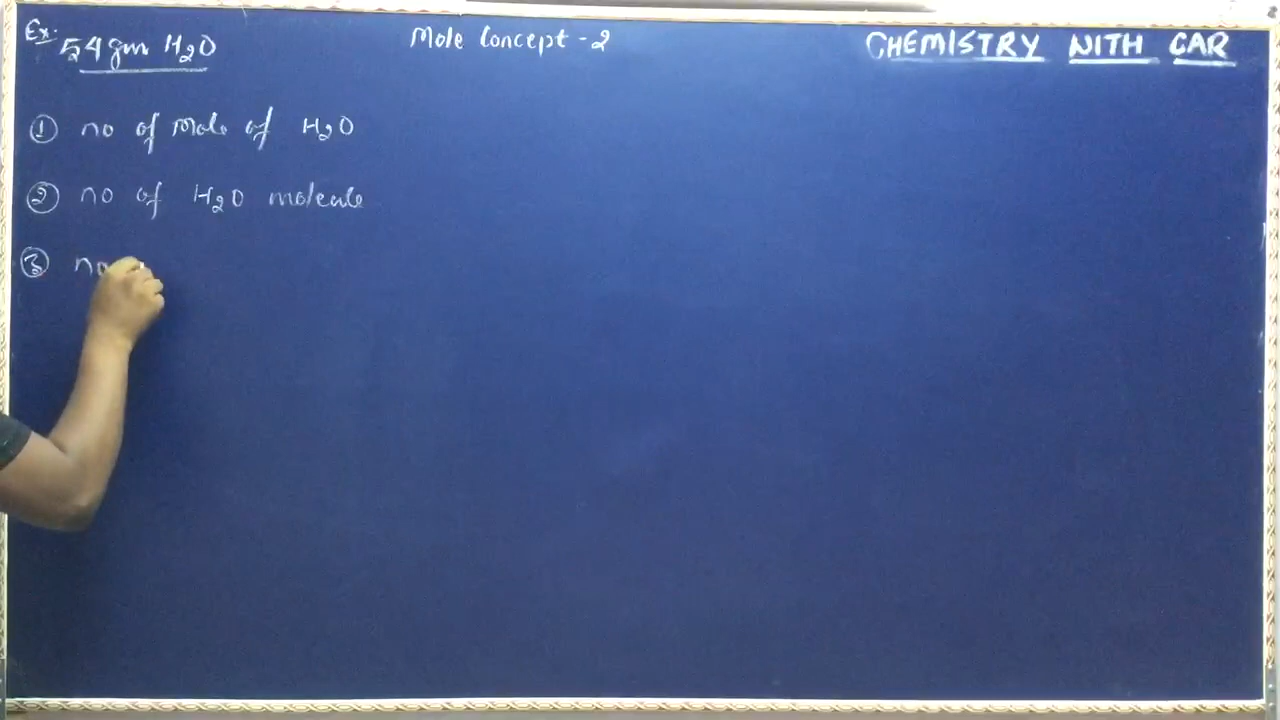 Ex:
54 gm H₂O
Mole Concept - 2
CHEMISTRY WITH CAR
① no of Mole of H₂O
② no of H₂O molecule
③ no